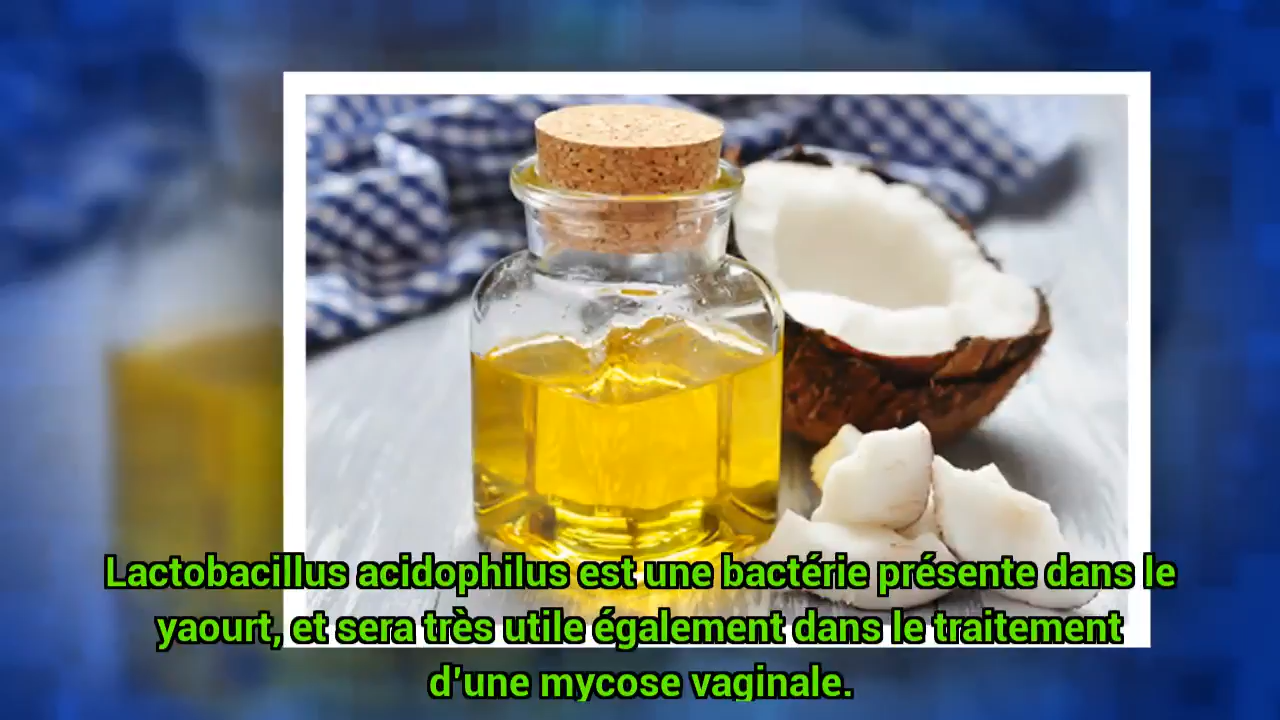 Lactobacillus acidophilus est une bactérie présente dans le
yaourt, et sera très utile également dans le traitement
d'une mycose vaginale.